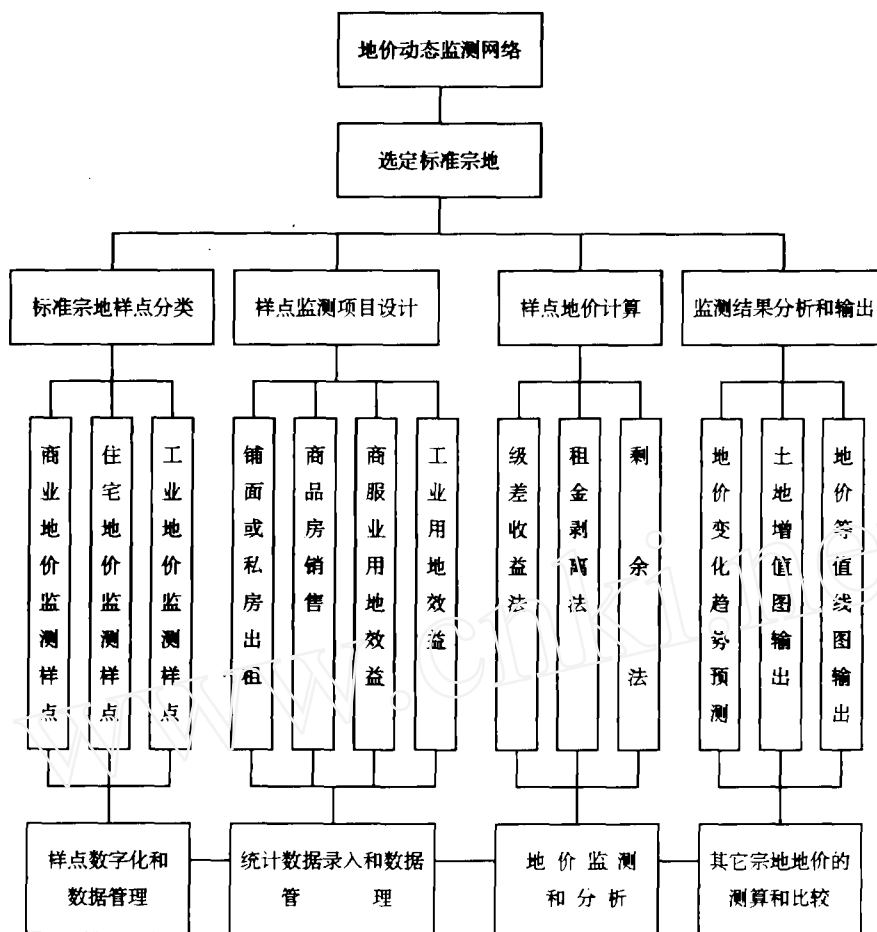 地价动态监测网络
选定标准宗地
标准宗地样点分类
样点监测项目设计
样点地价计算
监测结果分析和输出
商业地价监测样点
住宅地价监测样点
工业地价监测样点
铺面或私房出租
商品房销售
商服业用地效益
工业用地效益
级差收益法
租金剥离法
剩余法
地价变化趋势预测
土地增值图输出
地价等值线图输出
样点数字化和
数据管理
统计数据录入和数据
管理
地价监测
和分析
其它宗地地价的
测算和比较
www.cnki.ne